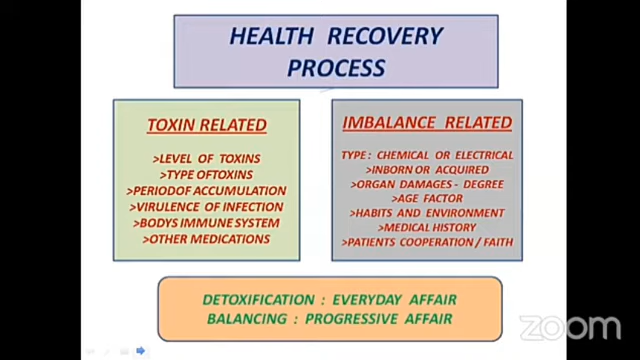 HEALTH RECOVERY
PROCESS
TOXIN RELATED
>LEVEL OF TOXINS
>TYPE OFTOXINS
>PERIODOF ACCUMULATION
>VIRULENCE OF INFECTION
>BODYS IMMUNE SYSTEM
>OTHER MEDICATIONS
IMBALANCE RELATED
TYPE : CHEMICAL OR ELECTRICAL
>INBORN OR ACQUIRED
>ORGAN DAMAGES - DEGREE
>AGE FACTOR
>HABITS AND ENVIRONMENT
>MEDICAL HISTORY
>PATIENTS COOPERATION / FAITH
DETOXIFICATION : EVERYDAY AFFAIR
BALANCING : PROGRESSIVE AFFAIR
zoom